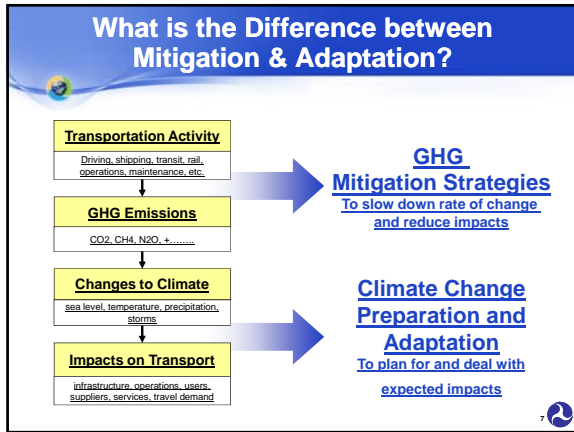 What is the Difference between
Mitigation & Adaptation?
Transportation Activity
Driving, shipping, transit, rail,
operations, maintenance, etc.
GHG Emissions
CO2, CH4, N2O, +........
Changes to Climate
sea level, temperature, precipitation,
storms
Impacts on Transport
infrastructure, operations, users,
suppliers, services, travel demand
GHG
Mitigation Strategies
To slow down rate of change
and reduce impacts
Climate Change
Preparation and
Adaptation
To plan for and deal with
expected impacts
7